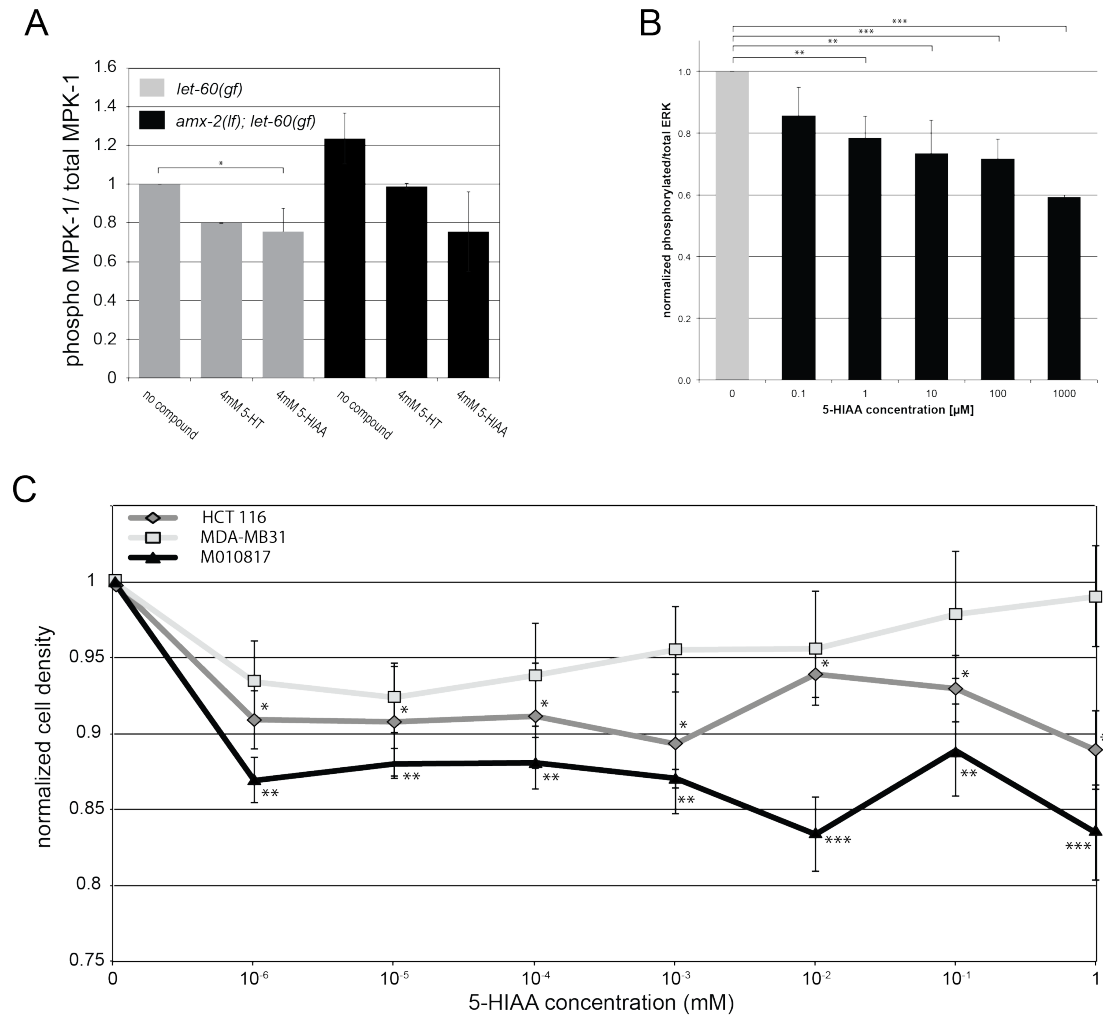 A
phospho MPK-1/ total MPK-1
1.6
1.4
1.2
1
0.8
0.6
0.4
0.2
0
let-60(gf)
amx-2(lf); let-60(gf)
*
no compound
4mM 5-HT
4mM 5-HIAA
no compound
4mM 5-HT
4mM 5-HIAA
B
***
***
**
**
normalized phosphorylated/total ERK
1.0
0.8
0.6
0.4
0.2
0.0
0 0.1 1 10 100 1000
5-HIAA concentration [µM]
C
HCT 116
MDA-MB31
M010817
normalized cell density
1
0.95
0.9
0.85
0.8
0.75
* * * * * * *
** ** ** ** *** ** ***
0 10⁻⁶ 10⁻⁵ 10⁻⁴ 10⁻³ 10⁻² 10⁻¹ 1
5-HIAA concentration (mM)